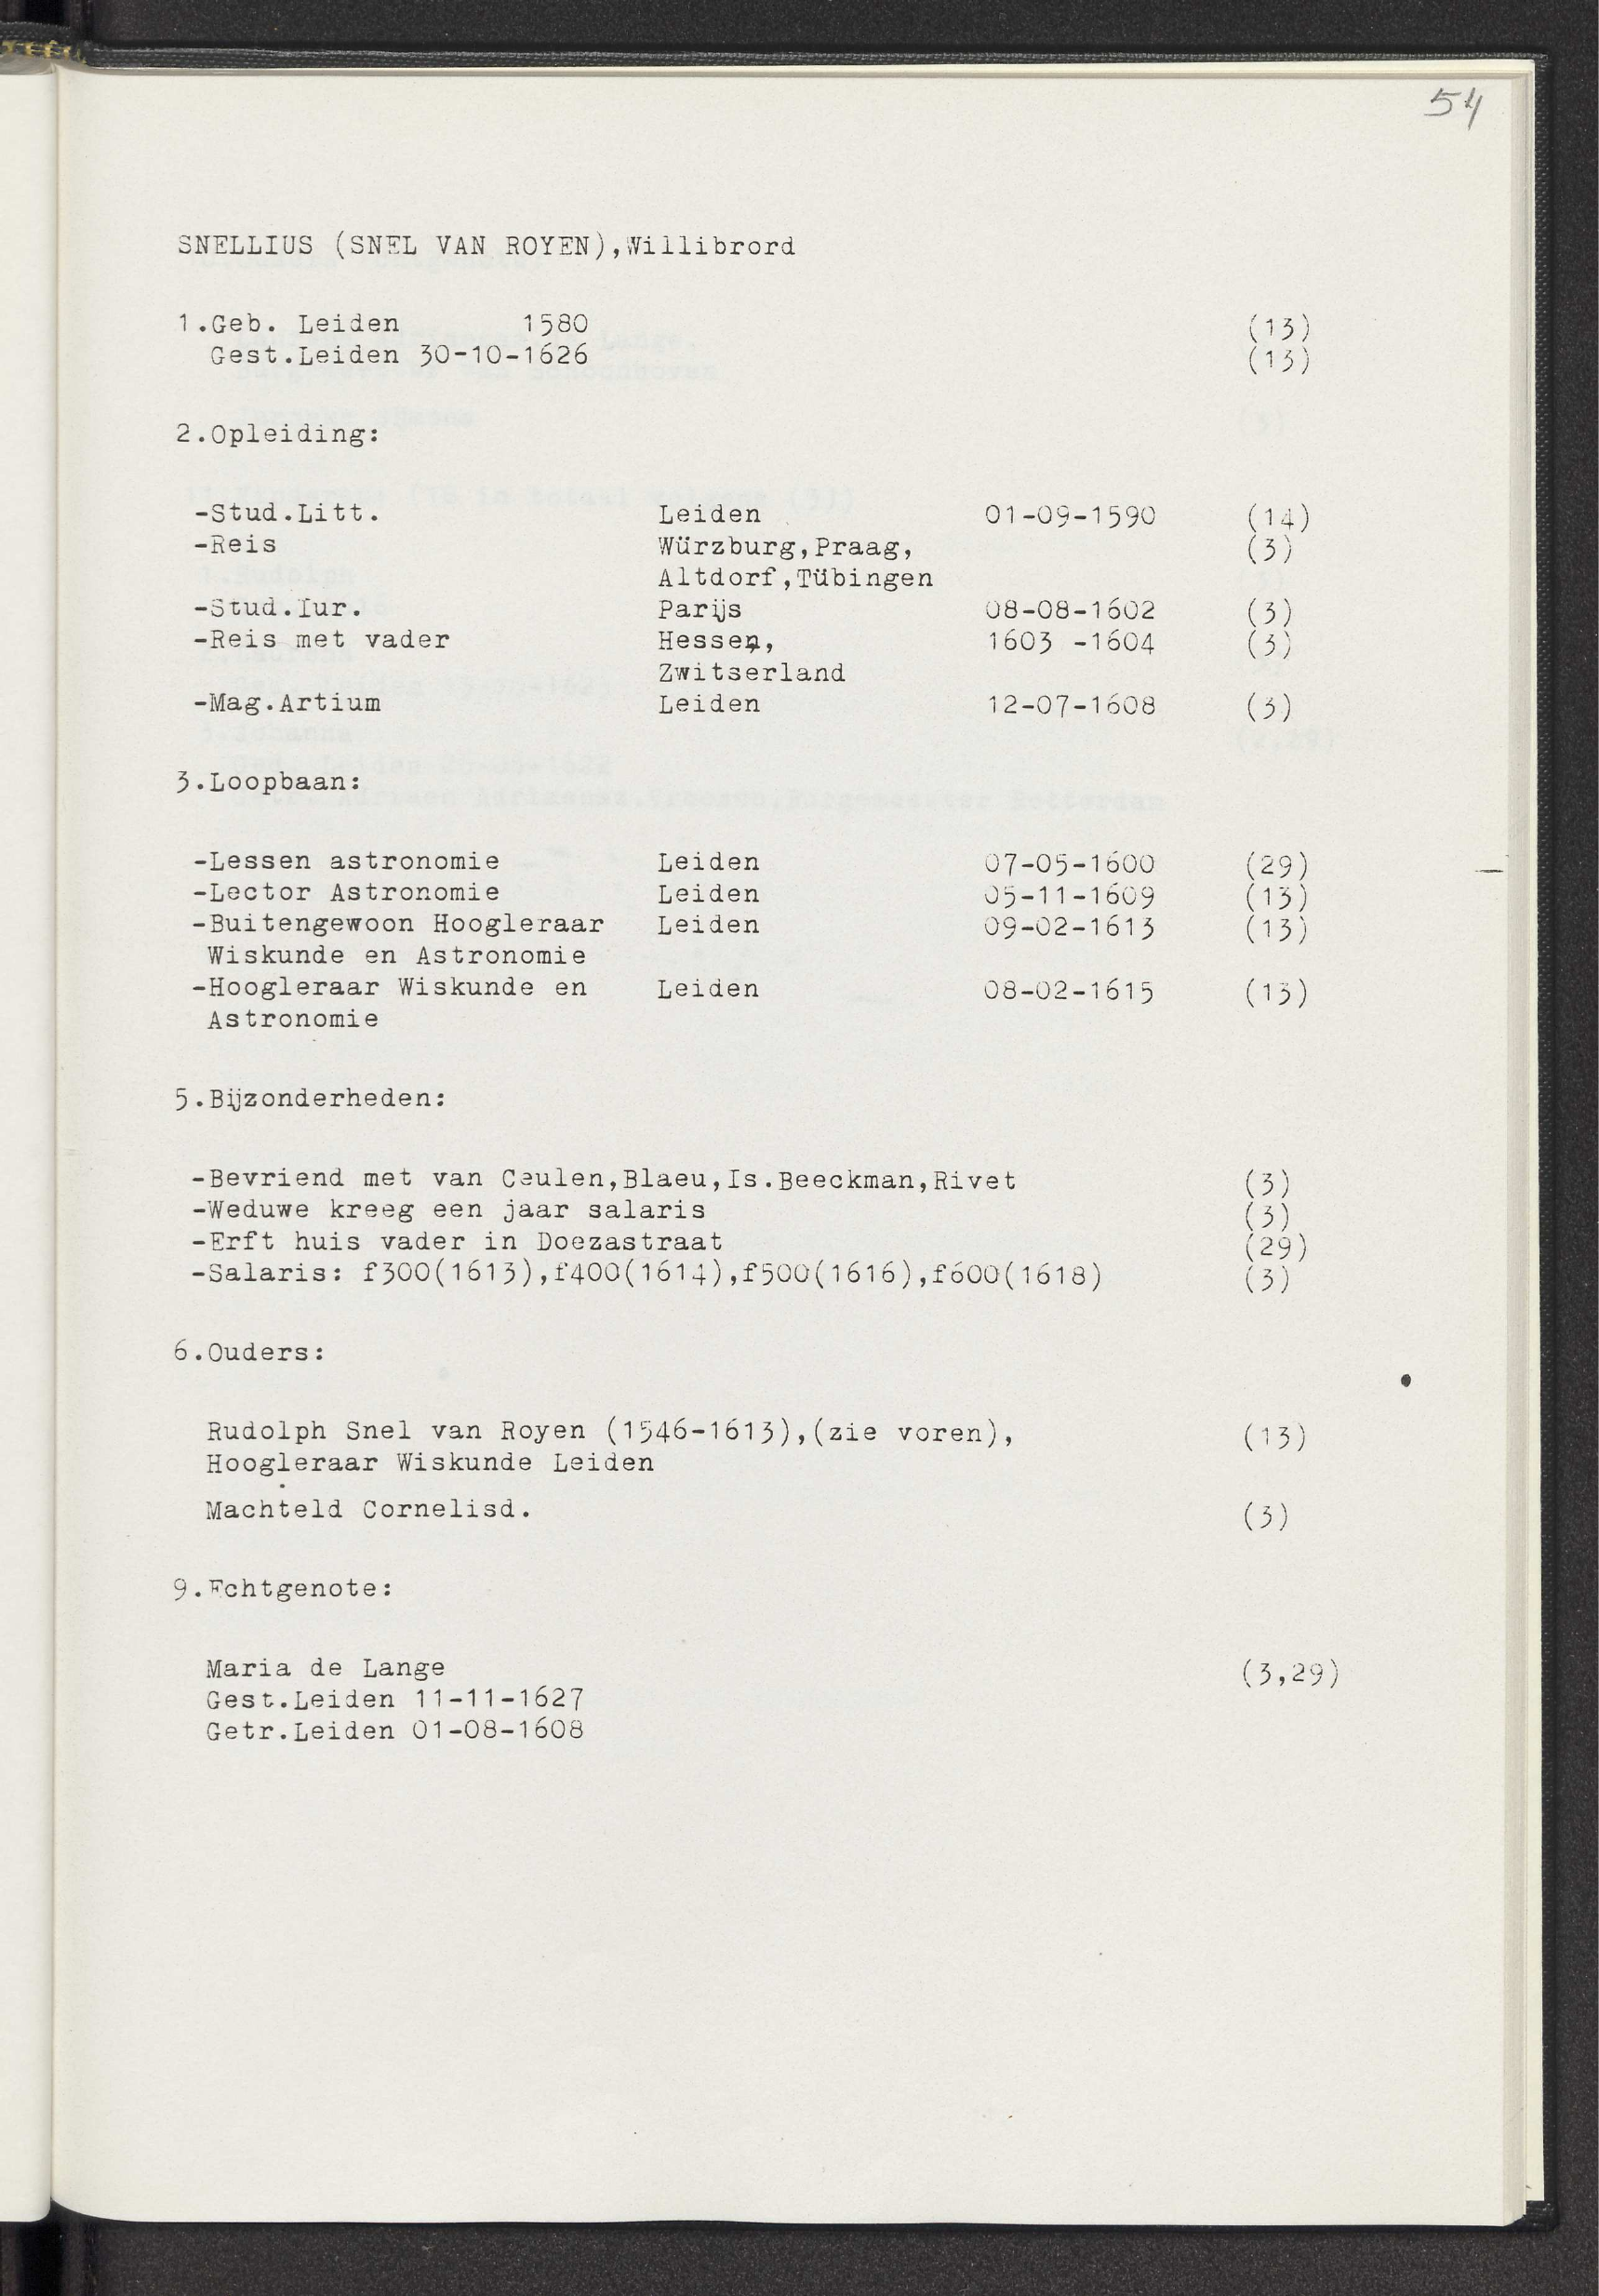 54
SNELLIUS (SNEL VAN ROYEN),Willibrord
1.Geb. Leiden 1580 (13)
Gest.Leiden 30-10-1626 (13)
2.Opleiding:
-Stud.Litt. Leiden 01-09-1590 (14)
-Reis Würzburg,Praag, (3)
Altdorf,Tübingen
-Stud.Iur. Parijs 08-08-1602 (3)
-Reis met vader Hessen, 1603 -1604 (3)
Zwitserland
-Mag.Artium Leiden 12-07-1608 (3)
3.Loopbaan:
-Lessen astronomie Leiden 07-05-1600 (29)
-Lector Astronomie Leiden 05-11-1609 (13)
-Buitengewoon Hoogleraar Leiden 09-02-1613 (13)
Wiskunde en Astronomie
-Hoogleraar Wiskunde en Leiden 08-02-1615 (13)
Astronomie
5.Bijzonderheden:
-Bevriend met van Ceulen,Blaeu,Is.Beeckman,Rivet (3)
-Weduwe kreeg een jaar salaris (3)
-Erft huis vader in Doezastraat (29)
-Salaris: f300(1613),f400(1614),f500(1616),f600(1618) (3)
6.Ouders:
Rudolph Snel van Royen (1546-1613),(zie voren), (13)
Hoogleraar Wiskunde Leiden
Machteld Cornelisd. (3)
9.Echtgenote:
Maria de Lange (3,29)
Gest.Leiden 11-11-1627
Getr.Leiden 01-08-1608